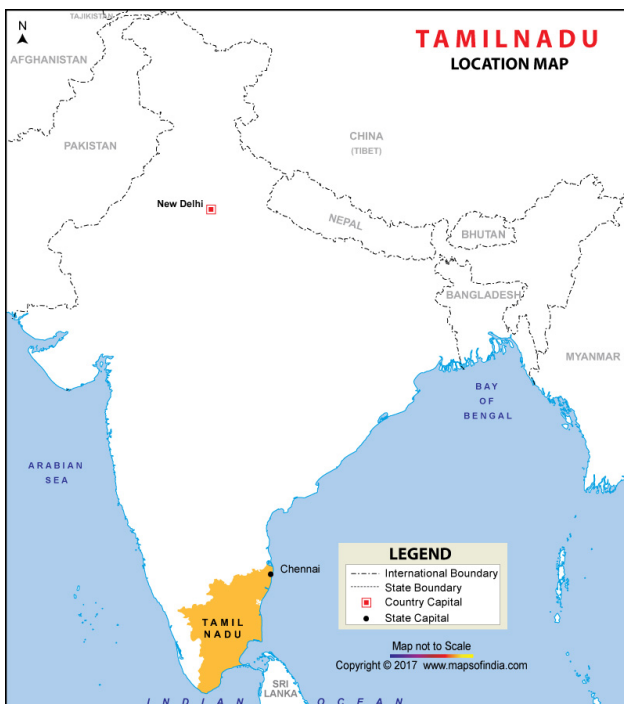 TAMILNADU
LOCATION MAP
N
TAJIKISTAN
AFGHANISTAN
PAKISTAN
CHINA
(TIBET)
New Delhi
NEPAL
BHUTAN
BANGLADESH
MYANMAR
BAY
OF
BENGAL
ARABIAN
SEA
Chennai
TAMIL
NADU
LEGEND
International Boundary
State Boundary
Country Capital
State Capital
Map not to Scale
Copyright © 2017 www.mapsofindia.com
SRI
LANKA
INDIAN OCEAN